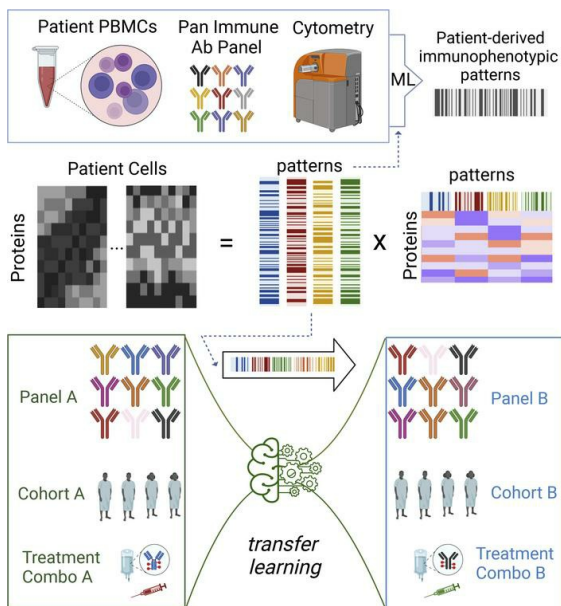 Patient PBMCs
Pan Immune
Ab Panel
Cytometry
ML
Patient-derived
immunophenotypic
patterns
Patient Cells
patterns
patterns
Proteins
...
=
X
Proteins
Panel A
Panel B
Cohort A
Cohort B
Treatment
Combo A
transfer
learning
Treatment
Combo B